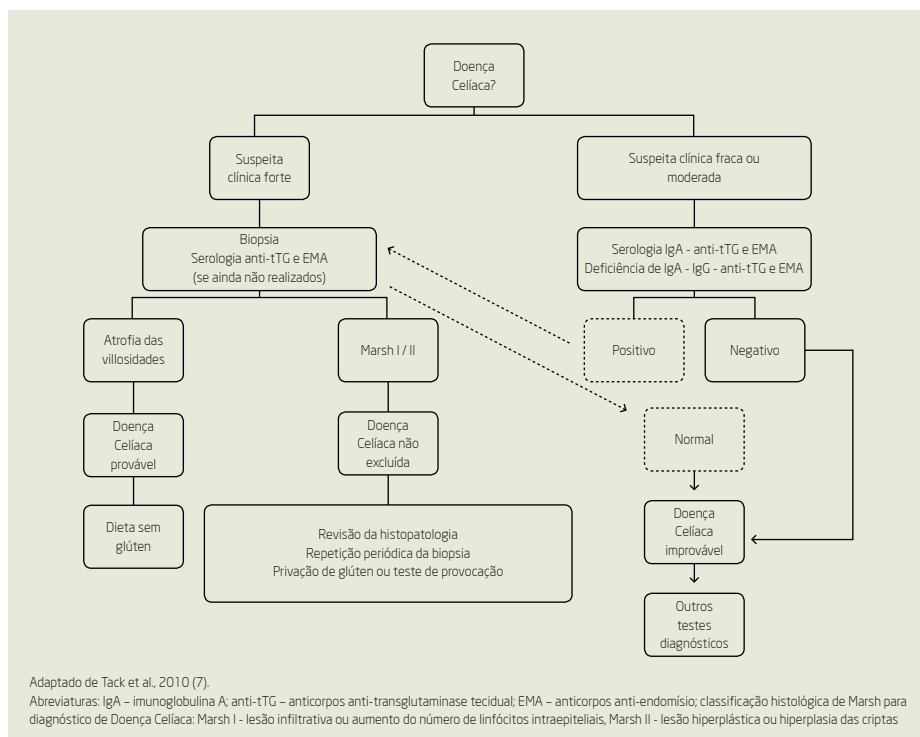 Doença
Celíaca?
Suspeita
clínica forte
Suspeita clínica fraca ou
moderada
Biopsia
Serologia anti-tTG e EMA
(se ainda não realizados)
Serologia IgA - anti-tTG e EMA
Deficiência de IgA - IgG - anti-tTG e EMA
Atrofia das
villosidades
Marsh I / II
Positivo
Negativo
Doença
Celíaca
provável
Doença
Celíaca não
excluída
Normal
Dieta sem
glúten
Revisão da histopatologia
Repetição periódica da biopsia
Privação de glúten ou teste de provocação
Doença
Celíaca
improvável
Outros
testes
diagnósticos
Adaptado de Tack et al., 2010 (7).
Abreviaturas: IgA – imunoglobulina A; anti-tTG – anticorpos anti-transglutaminase tecidual; EMA – anticorpos anti-endomísio; classificação histológica de Marsh para
diagnóstico de Doença Celíaca: Marsh I - lesão infiltrativa ou aumento do número de linfócitos intraepiteliais, Marsh II - lesão hiperplástica ou hiperplasia das criptas